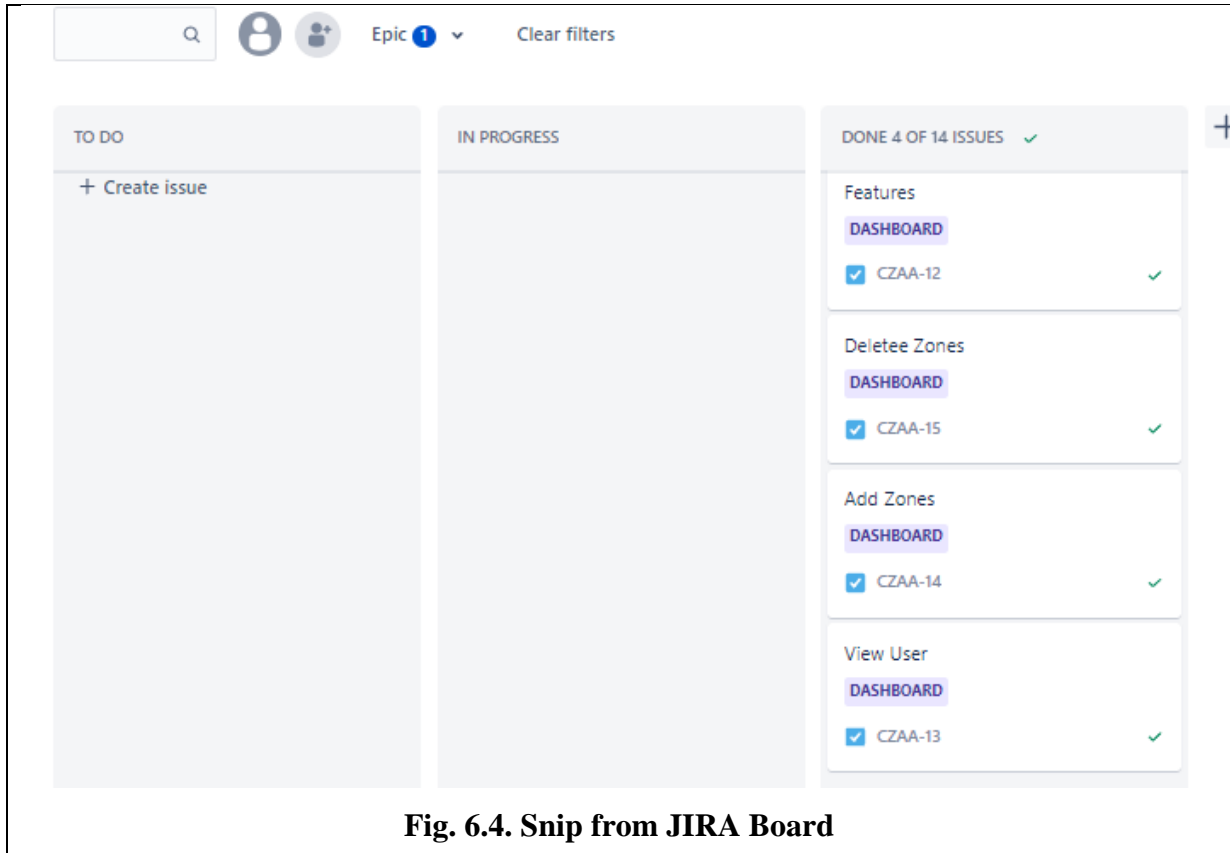 Epic 1
Clear filters
TO DO
IN PROGRESS
DONE 4 OF 14 ISSUES
+ Create issue
Features
DASHBOARD
CZAA-12
Deletee Zones
DASHBOARD
CZAA-15
Add Zones
DASHBOARD
CZAA-14
View User
DASHBOARD
CZAA-13
Fig. 6.4. Snip from JIRA Board